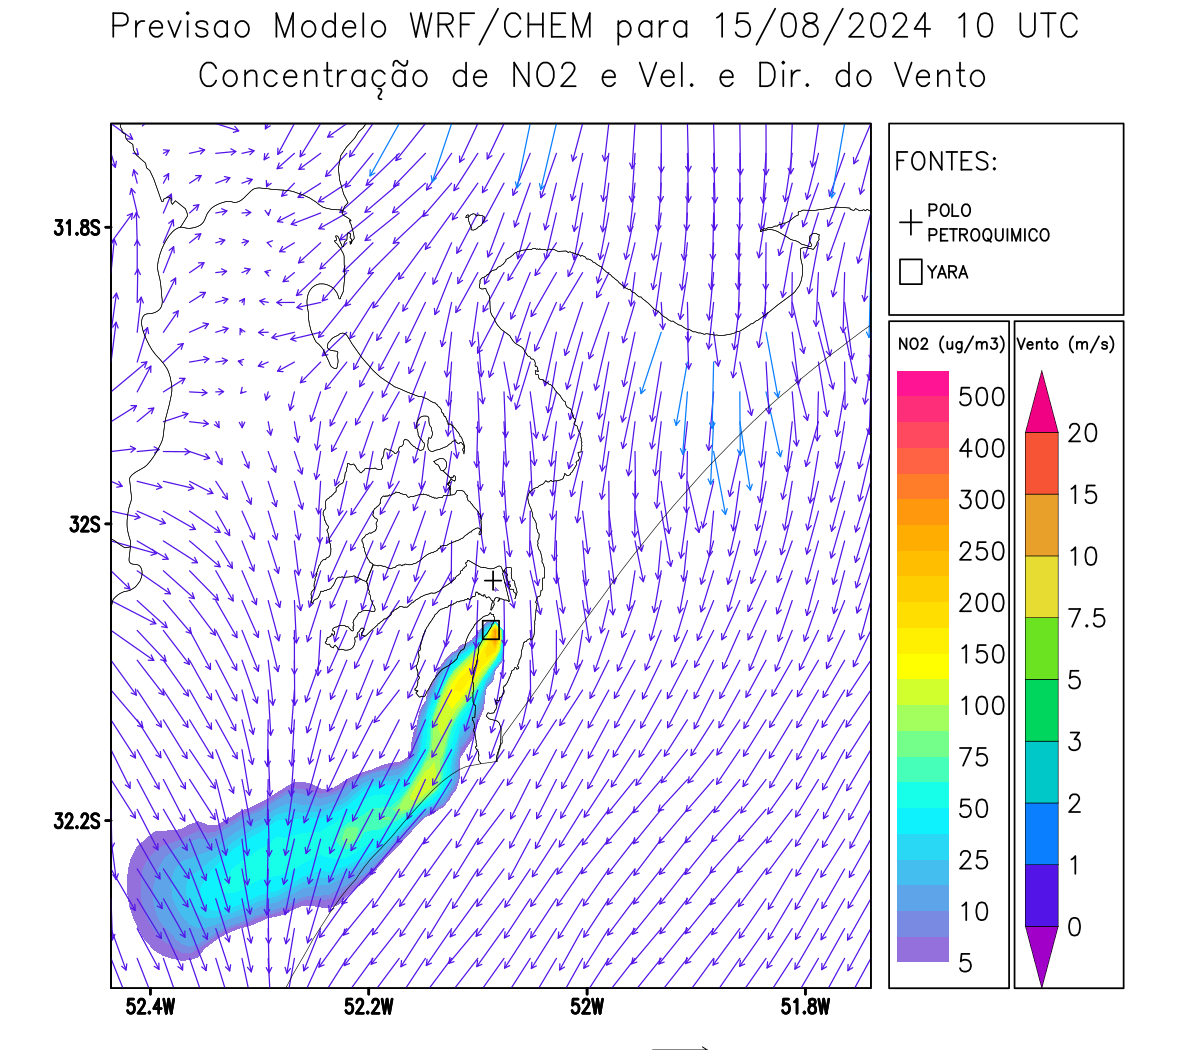 Previsao Modelo WRF/CHEM para 15/08/2024 10 UTC
Concentração de NO2 e Vel. e Dir. do Vento
FONTES:
POLO
PETROQUIMICO
YARA
NO2 (ug/m3)
500
400
300
250
200
150
100
75
50
25
10
5
Vento (m/s)
20
15
10
7.5
5
3
2
1
0
31.8S
32S
32.2S
52.4W
52.2W
52W
51.8W